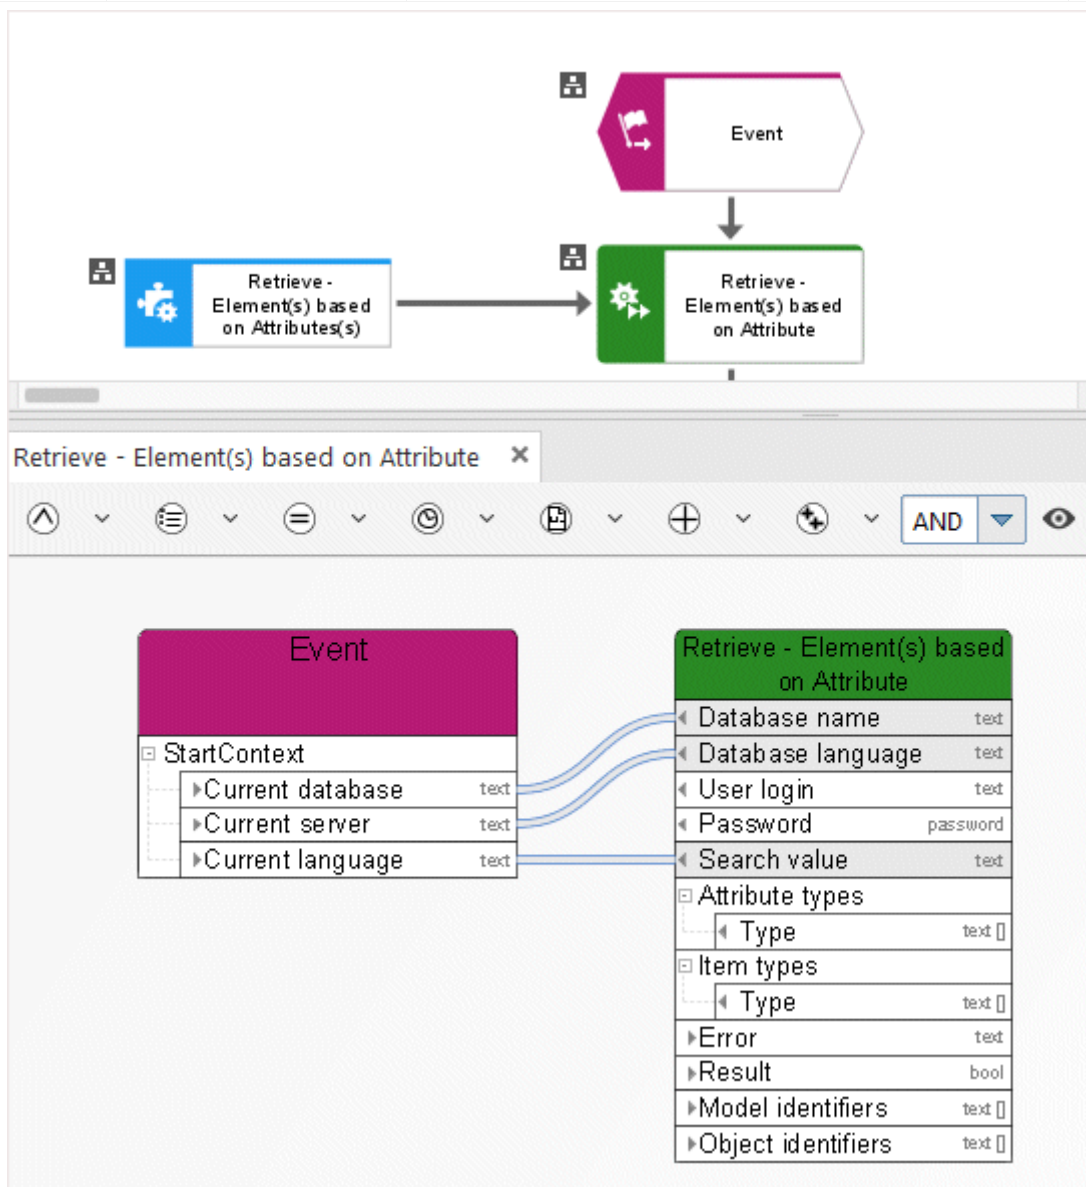 Event
Retrieve -
Element(s) based
on Attributes(s)
Retrieve -
Element(s) based
on Attribute
Retrieve - Element(s) based on Attribute
AND
Event
StartContext
Current database text
Current server text
Current language text
Retrieve - Element(s) based
on Attribute
Database name text
Database language text
User login text
Password password
Search value text
Attribute types
Type text []
Item types
Type text []
Error text
Result bool
Model identifiers text []
Object identifiers text []